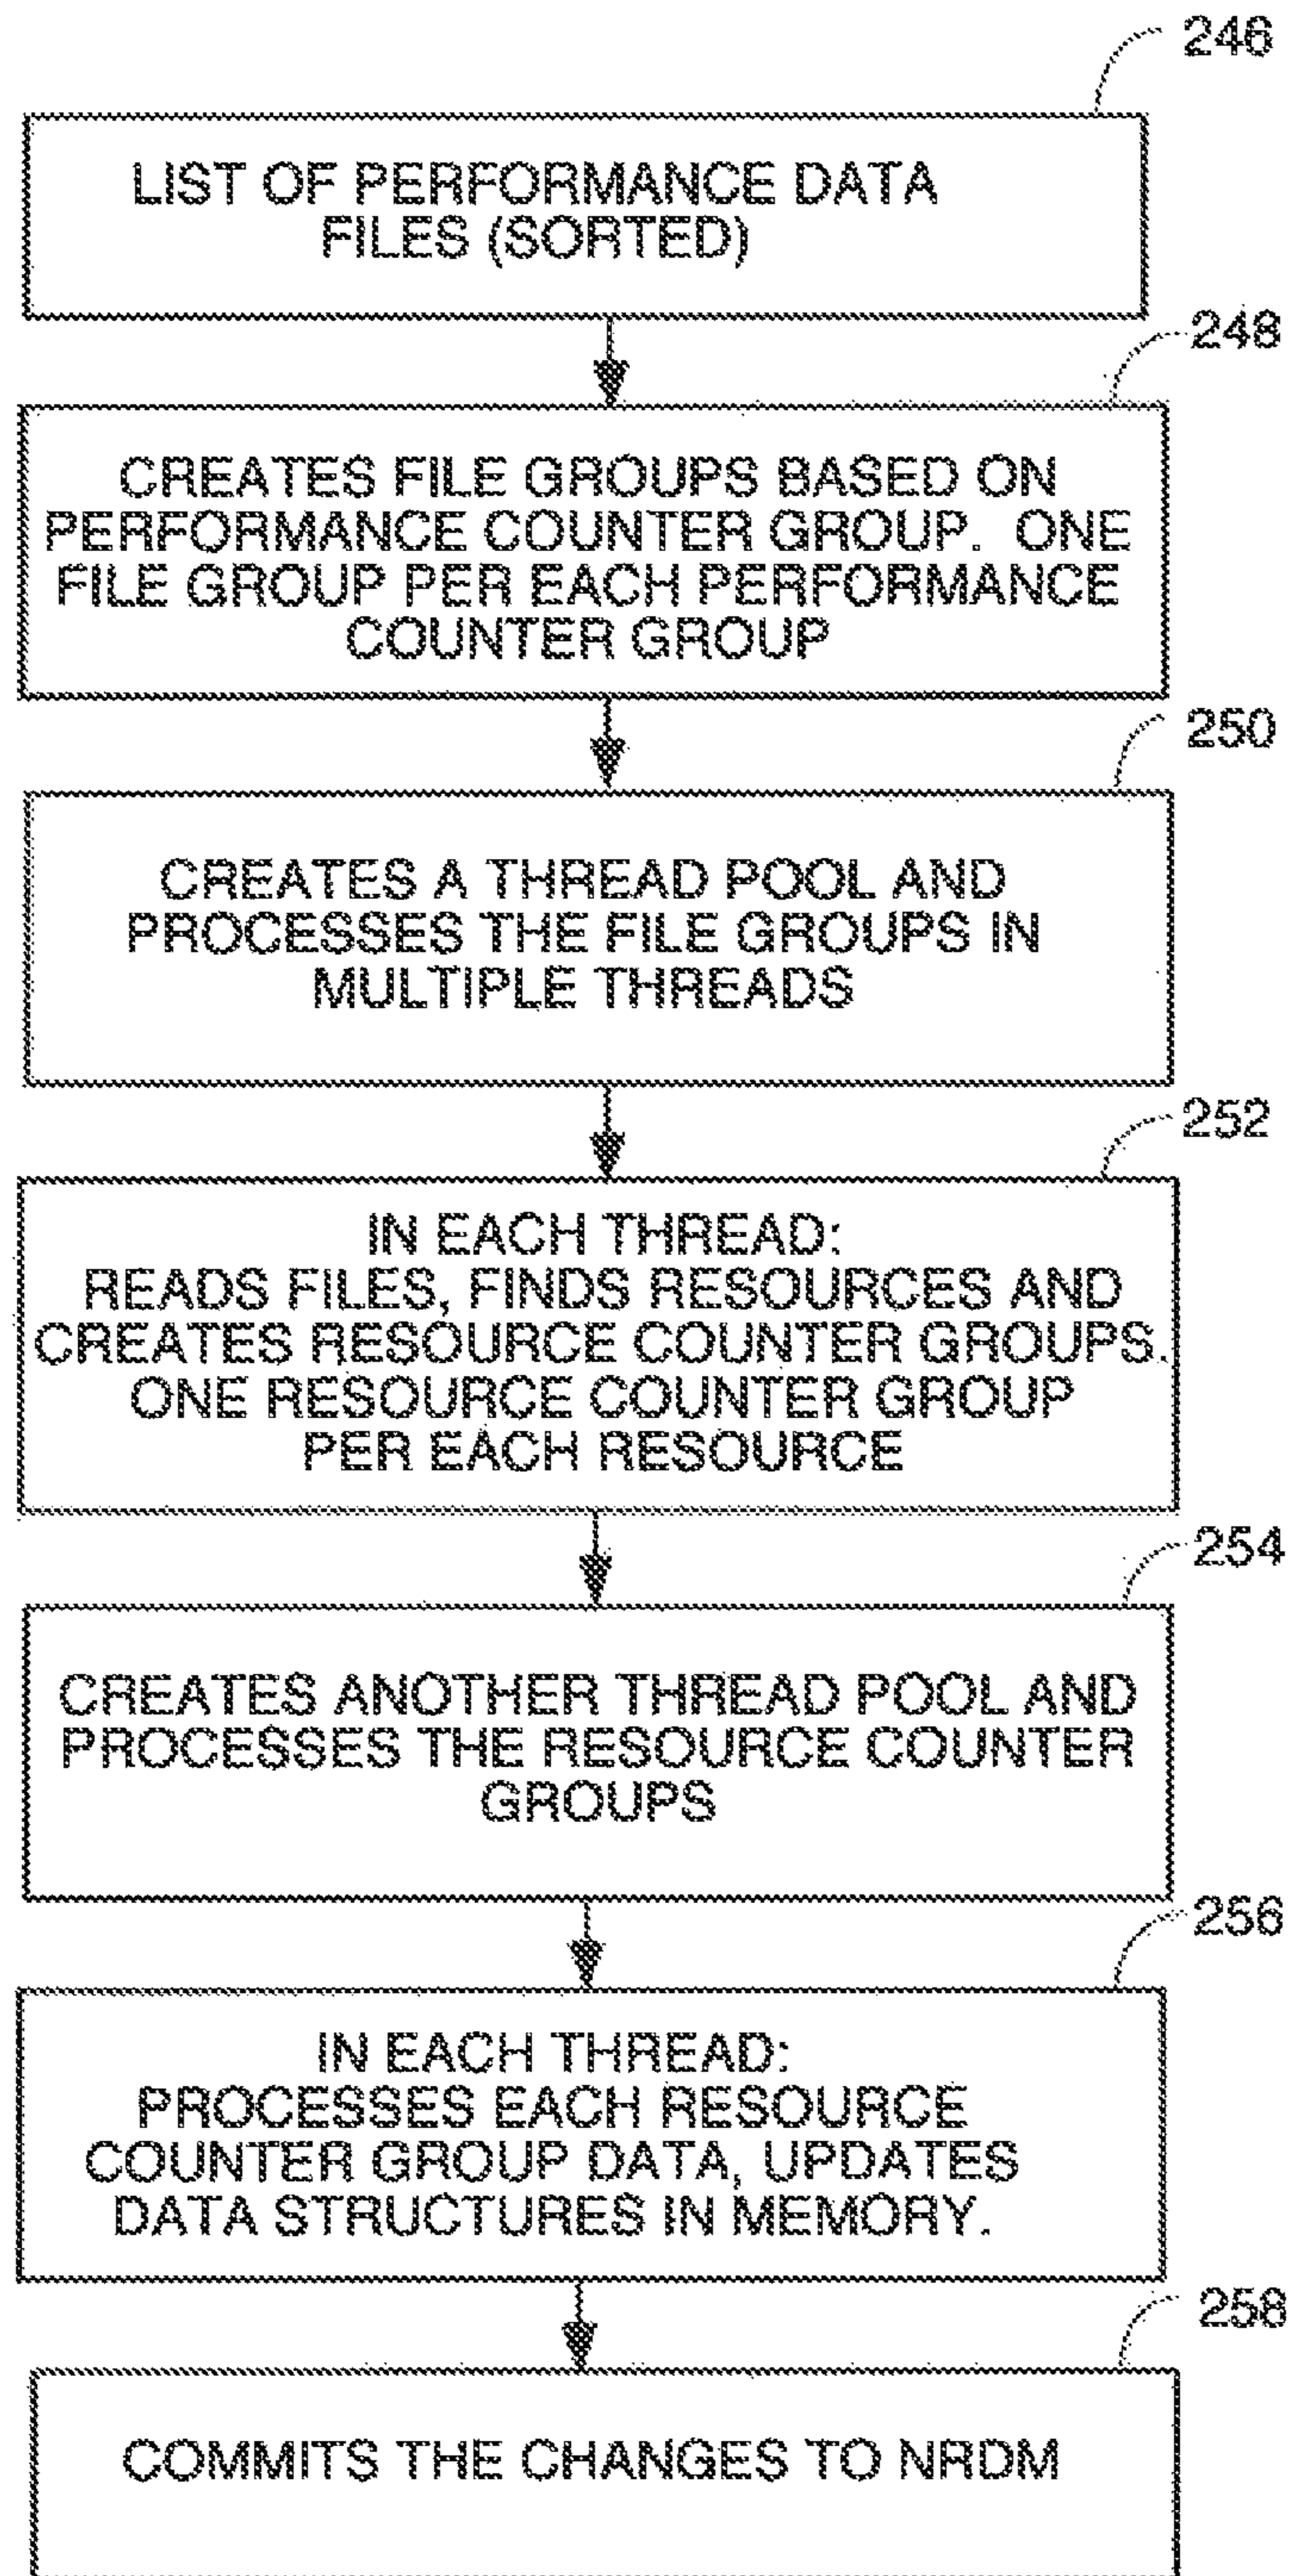 246
LIST OF PERFORMANCE DATA
FILES (SORTED)
248
CREATES FILE GROUPS BASED ON
PERFORMANCE COUNTER GROUP. ONE
FILE GROUP PER EACH PERFORMANCE
COUNTER GROUP
250
CREATES A THREAD POOL AND
PROCESSES THE FILE GROUPS IN
MULTIPLE THREADS
252
IN EACH THREAD:
READS FILES, FINDS RESOURCES AND
CREATES RESOURCE COUNTER GROUPS.
ONE RESOURCE COUNTER GROUP
PER EACH RESOURCE
254
CREATES ANOTHER THREAD POOL AND
PROCESSES THE RESOURCE COUNTER
GROUPS
256
IN EACH THREAD:
PROCESSES EACH RESOURCE
COUNTER GROUP DATA, UPDATES
DATA STRUCTURES IN MEMORY.
258
COMMITS THE CHANGES TO NRDM